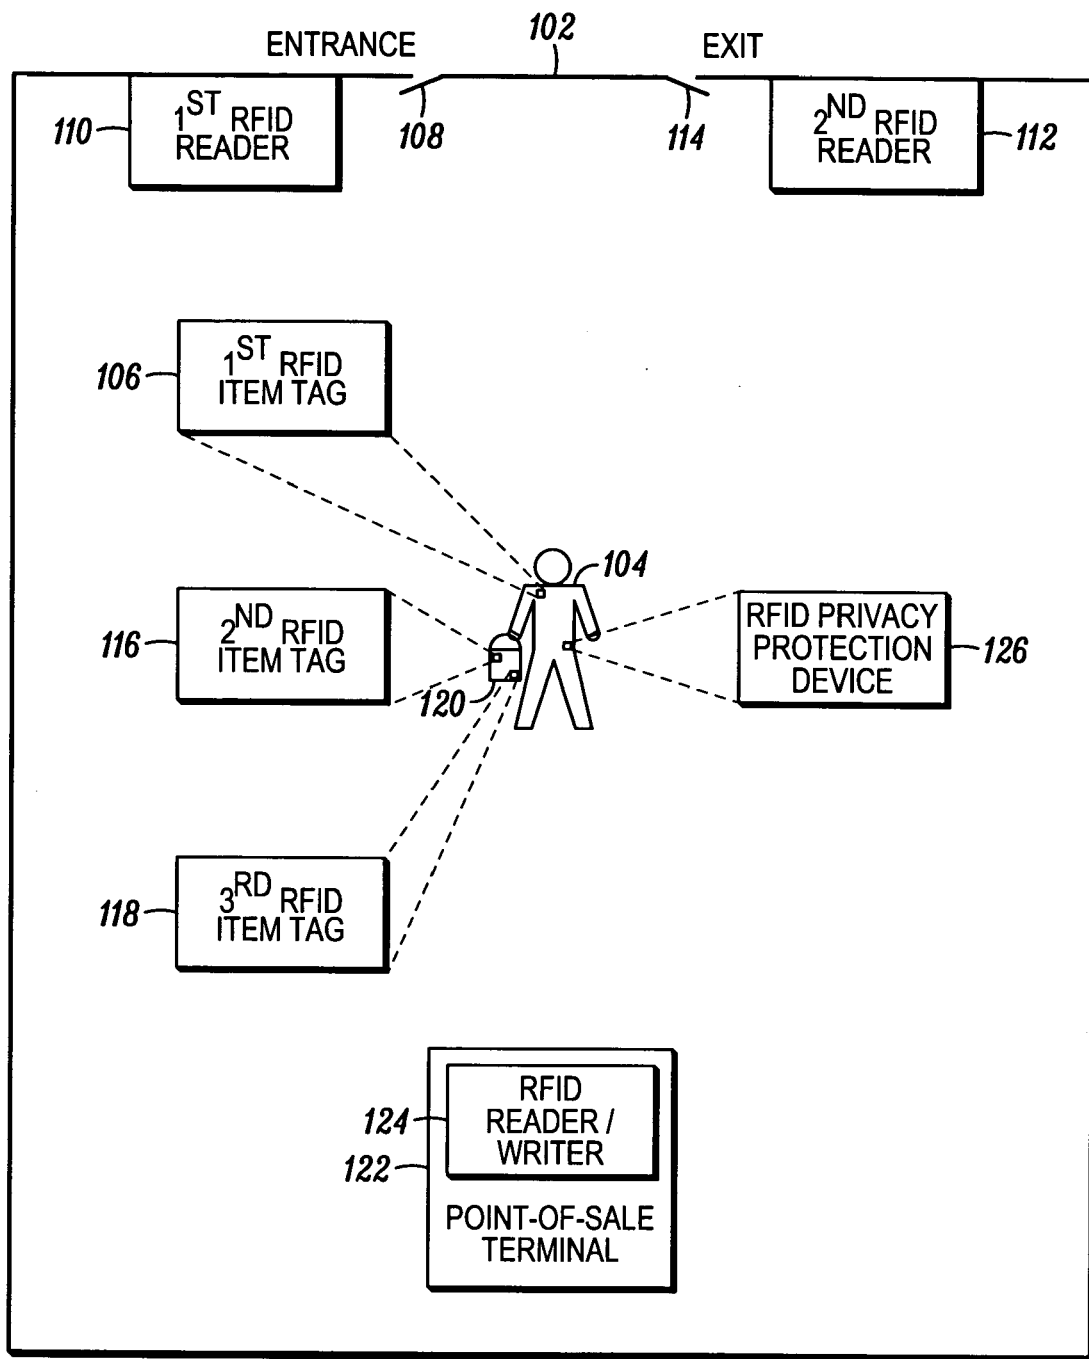 ENTRANCE
102
EXIT
110
1ST RFID
READER
108
114
2ND RFID
READER
112
106
1ST RFID
ITEM TAG
104
116
2ND RFID
ITEM TAG
120
RFID PRIVACY
PROTECTION
DEVICE
126
118
3RD RFID
ITEM TAG
124
RFID
READER /
WRITER
122
POINT-OF-SALE
TERMINAL